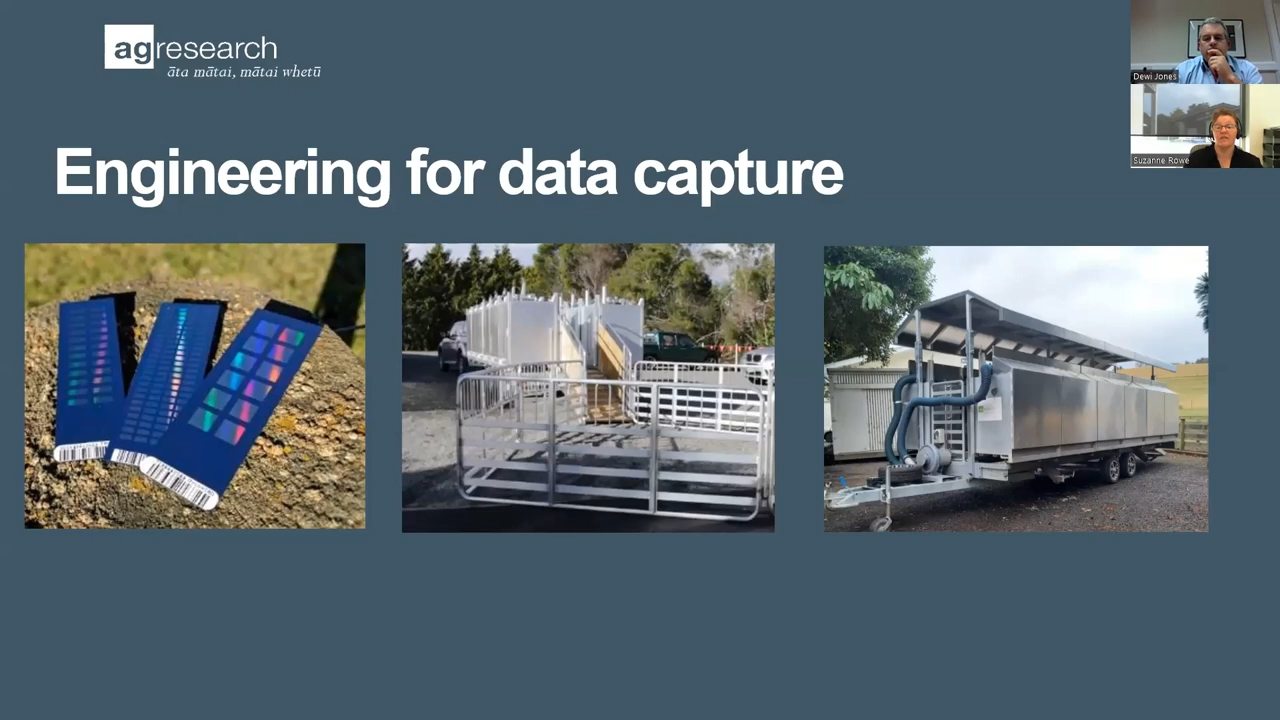 agresearch
āta mātai, mātai whetū
Dewi Jones
Suzanne Rowe
Engineering for data capture